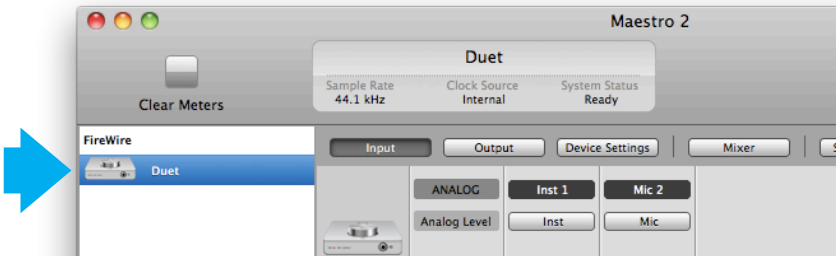 Maestro 2
Clear Meters
Duet
Sample Rate Clock Source System Status
44.1 kHz Internal Ready
FireWire
Duet
Input Output Device Settings Mixer S
ANALOG Inst 1 Mic 2
Analog Level Inst Mic